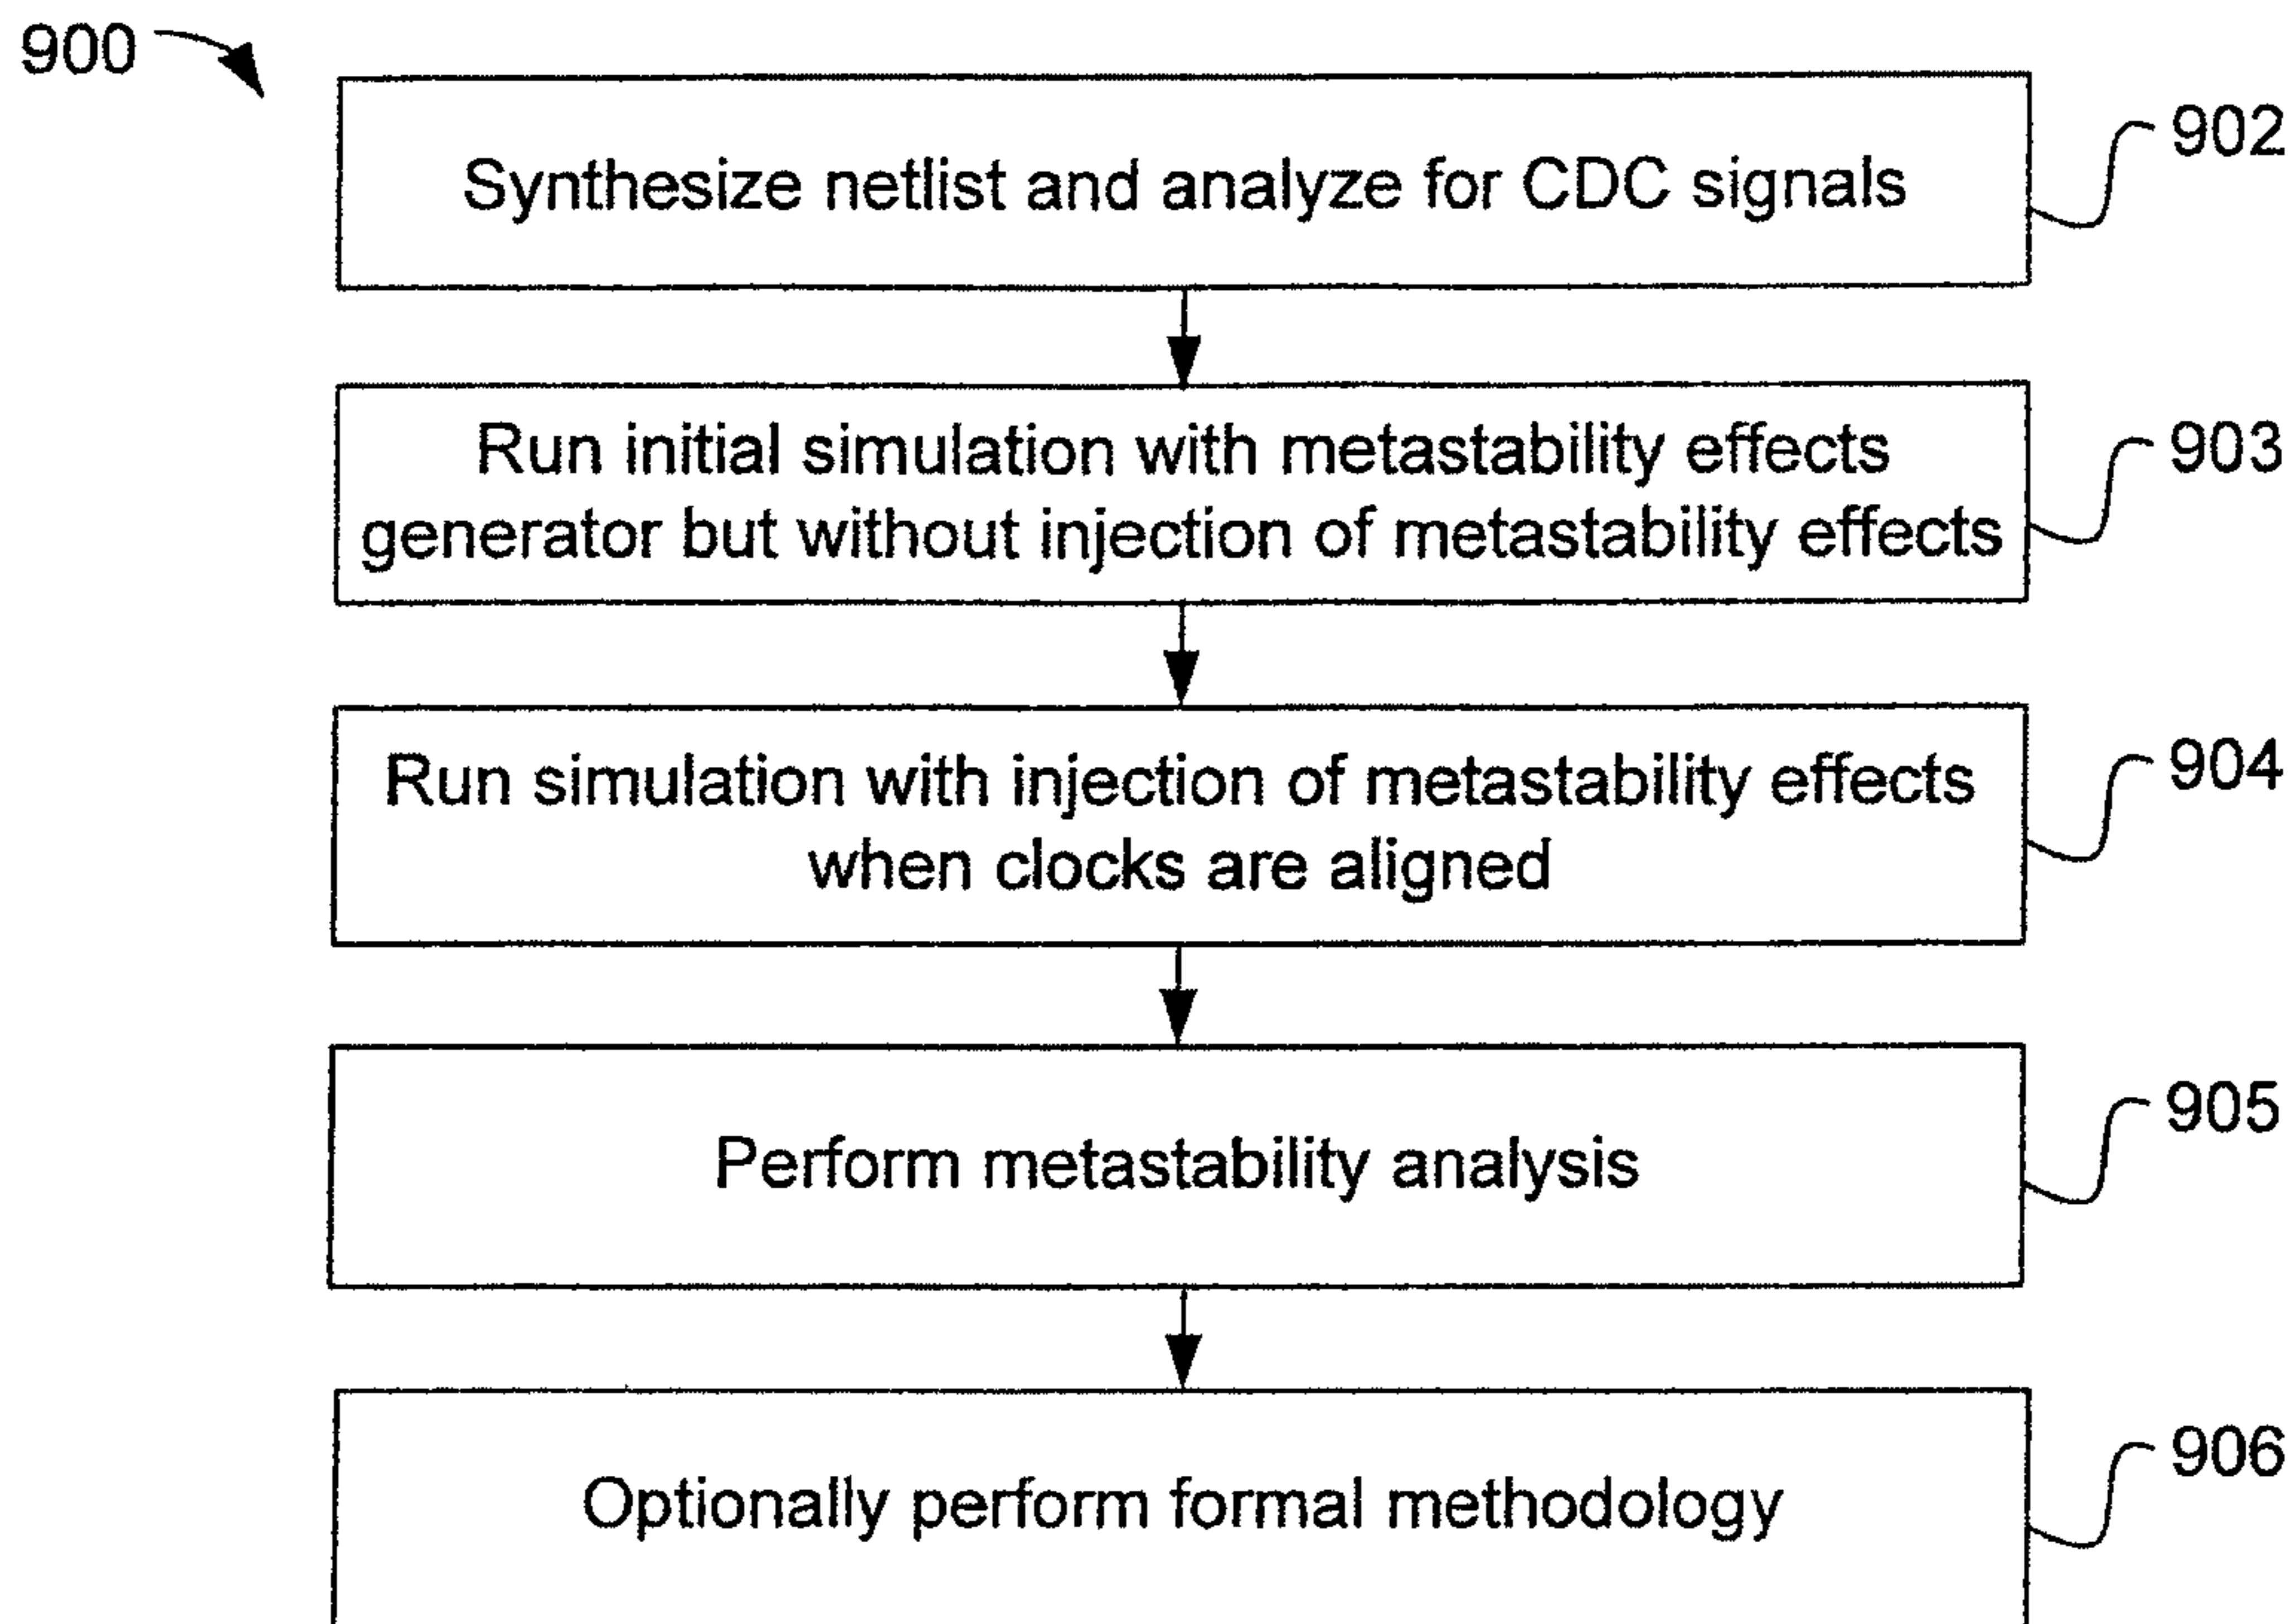 900
Synthesize netlist and analyze for CDC signals
902
Run initial simulation with metastability effects
generator but without injection of metastability effects
903
Run simulation with injection of metastability effects
when clocks are aligned
904
Perform metastability analysis
905
Optionally perform formal methodology
906